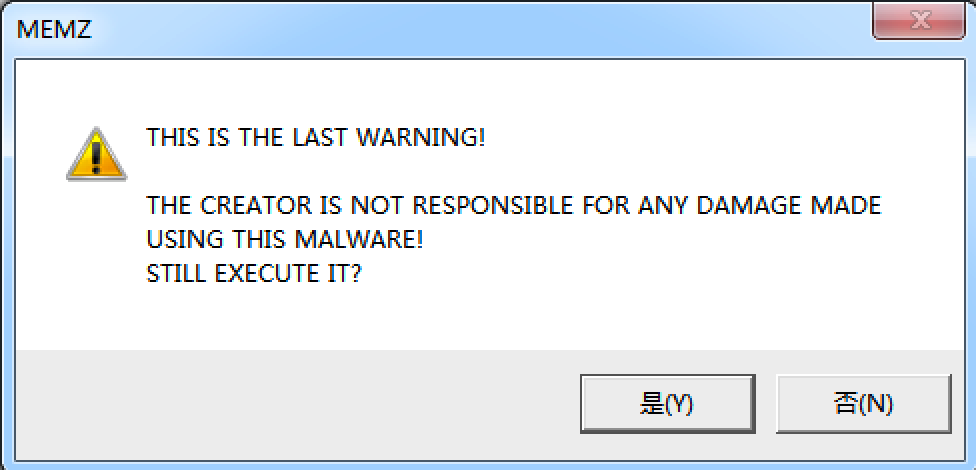 MEMZ
THIS IS THE LAST WARNING!
THE CREATOR IS NOT RESPONSIBLE FOR ANY DAMAGE MADE
USING THIS MALWARE!
STILL EXECUTE IT?
是(Y)
否(N)